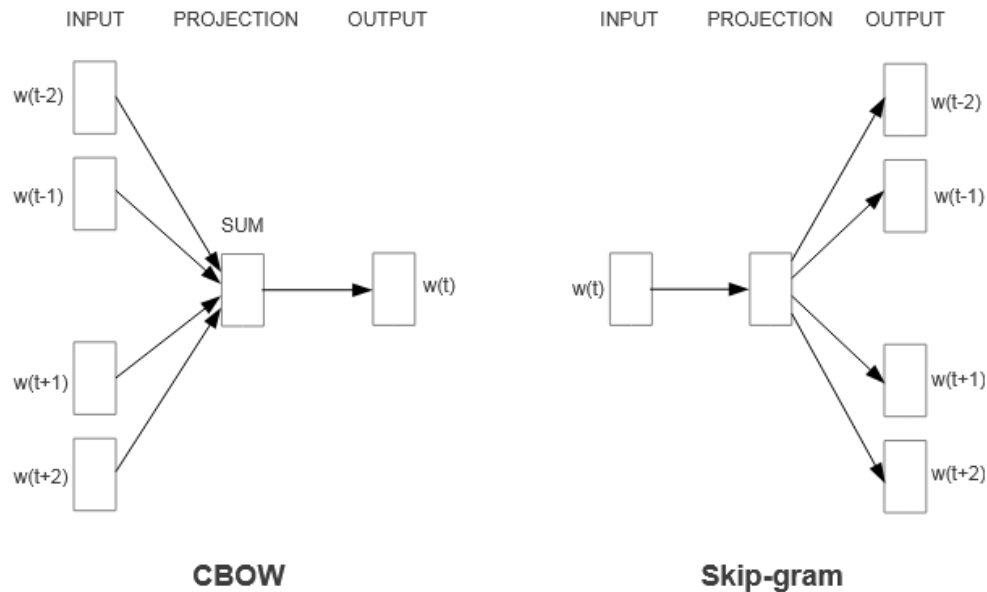 INPUT PROJECTION OUTPUT
w(t-2)
w(t-1)
SUM
w(t)
w(t+1)
w(t+2)
CBOW
INPUT PROJECTION OUTPUT
w(t-2)
w(t-1)
w(t)
w(t+1)
w(t+2)
Skip-gram